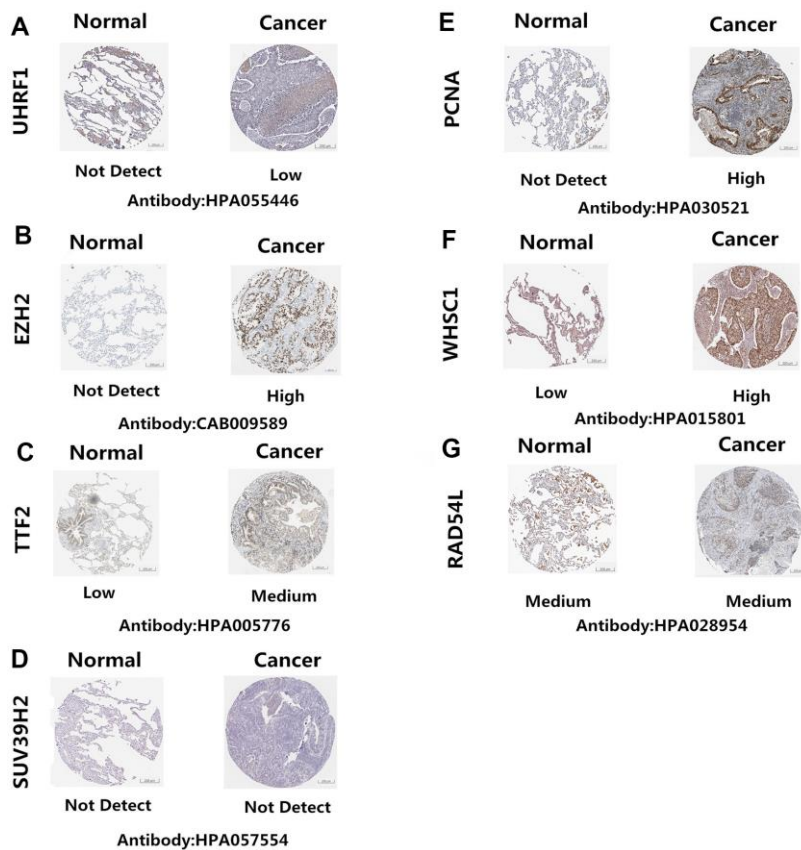 A
Normal Cancer
UHRF1
Not Detect Low
Antibody:HPA055446
B
Normal Cancer
EZH2
Not Detect High
Antibody:CAB009589
C
Normal Cancer
TTF2
Low Medium
Antibody:HPA005776
D
Normal Cancer
SUV39H2
Not Detect Not Detect
Antibody:HPA057554
E
Normal Cancer
PCNA
Not Detect High
Antibody:HPA030521
F
Normal Cancer
WHSC1
Low High
Antibody:HPA015801
G
Normal Cancer
RAD54L
Medium Medium
Antibody:HPA028954